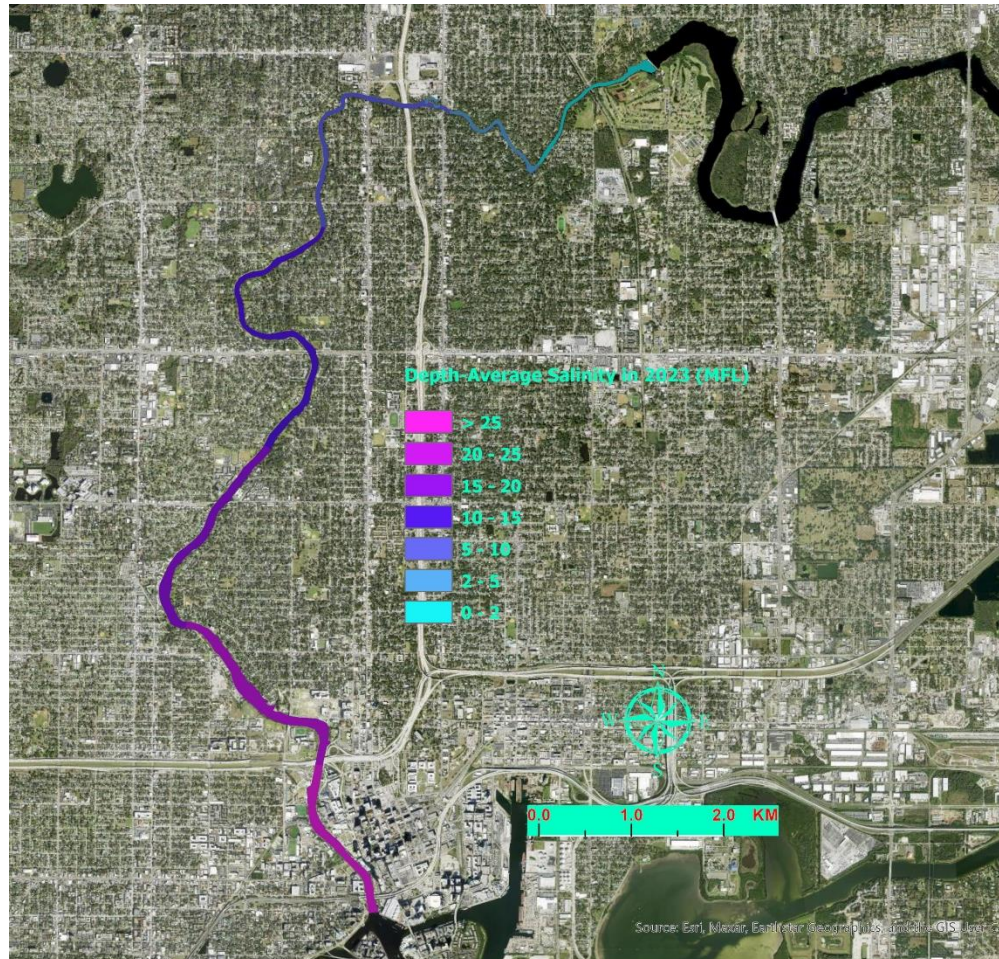 Depth-Average Salinity in 2023 (MFL)
> 25
20 - 25
15 - 20
10 - 15
5 - 10
2 - 5
0 - 2
N
W E
S
0.0 1.0 2.0 KM
Source: Esri, Maxar, Earthstar Geographics, and the GIS User C